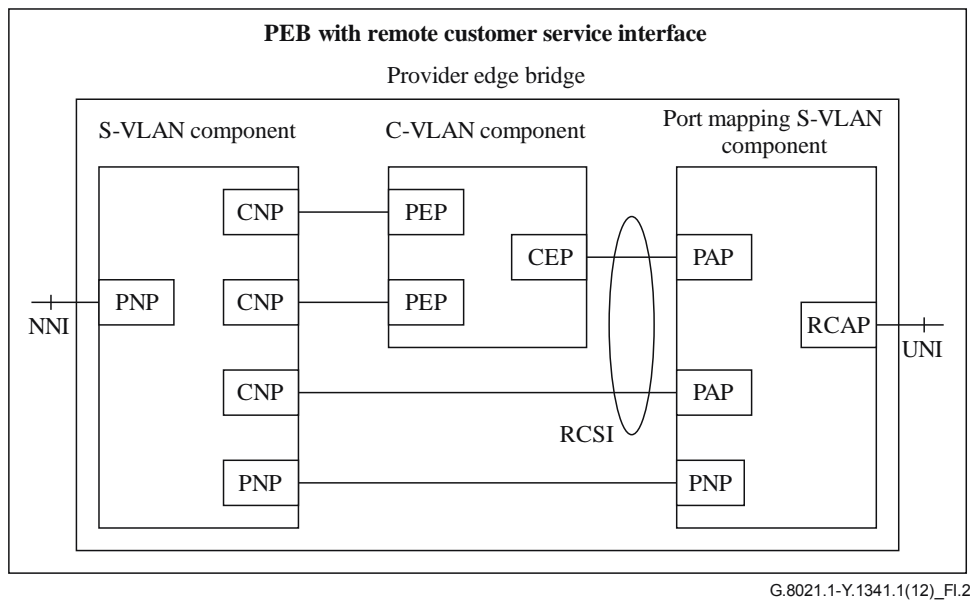 PEB with remote customer service interface
Provider edge bridge
S-VLAN component
C-VLAN component
Port mapping S-VLAN
component
CNP
PEP
CEP
PAP
PNP
CNP
PEP
RCAP
NNI
UNI
CNP
PAP
RCSI
PNP
PNP
G.8021.1-Y.1341.1(12)_FI.2